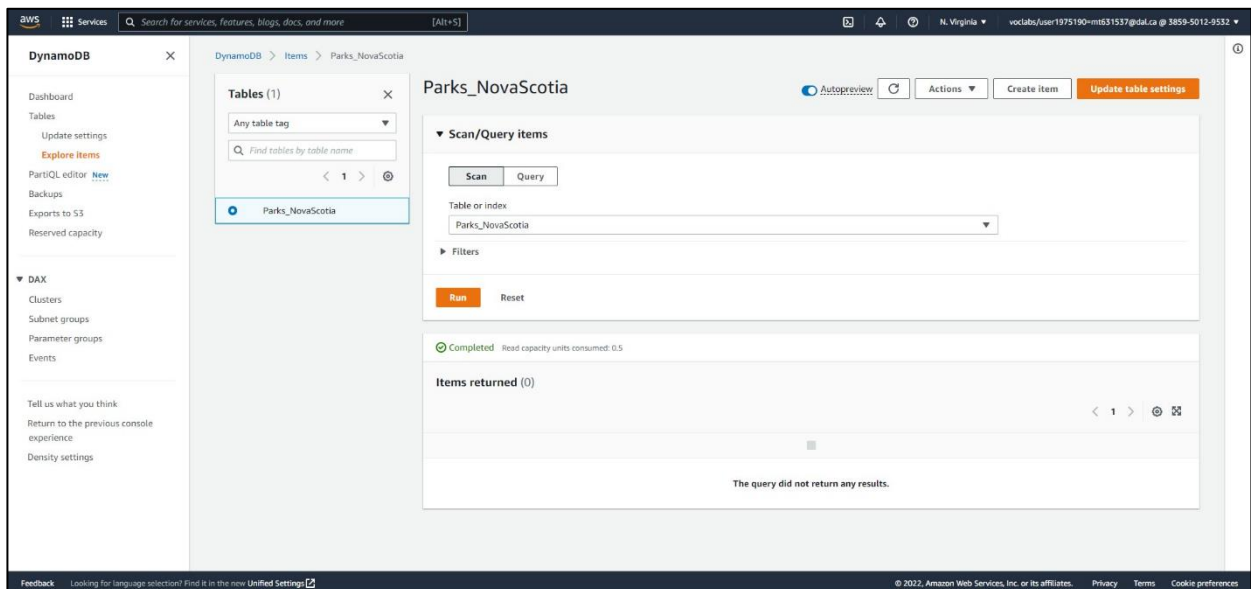 aws Services Search for services, features, blogs, docs, and more [Alt+S] N. Virginia voclabs/user1975190=mt631537@dal.ca @ 3859-5012-9532
DynamoDB
Dashboard
Tables
Update settings
Explore items
PartiQL editor New
Backups
Exports to S3
Reserved capacity
DAX
Clusters
Subnet groups
Parameter groups
Events
Tell us what you think
Return to the previous console
experience
Density settings
DynamoDB > Items > Parks_NovaScotia
Tables (1)
Any table tag
Find tables by table name
< 1 >
Parks_NovaScotia
Parks_NovaScotia
Autopreview Actions Create item Update table settings
Scan/Query items
Scan Query
Table or index
Parks_NovaScotia
Filters
Run Reset
Completed Read capacity units consumed: 0.5
Items returned (0)
< 1 >
The query did not return any results.
Feedback Looking for language selection? Find it in the new Unified Settings © 2022, Amazon Web Services, Inc. or its affiliates. Privacy Terms Cookie preferences